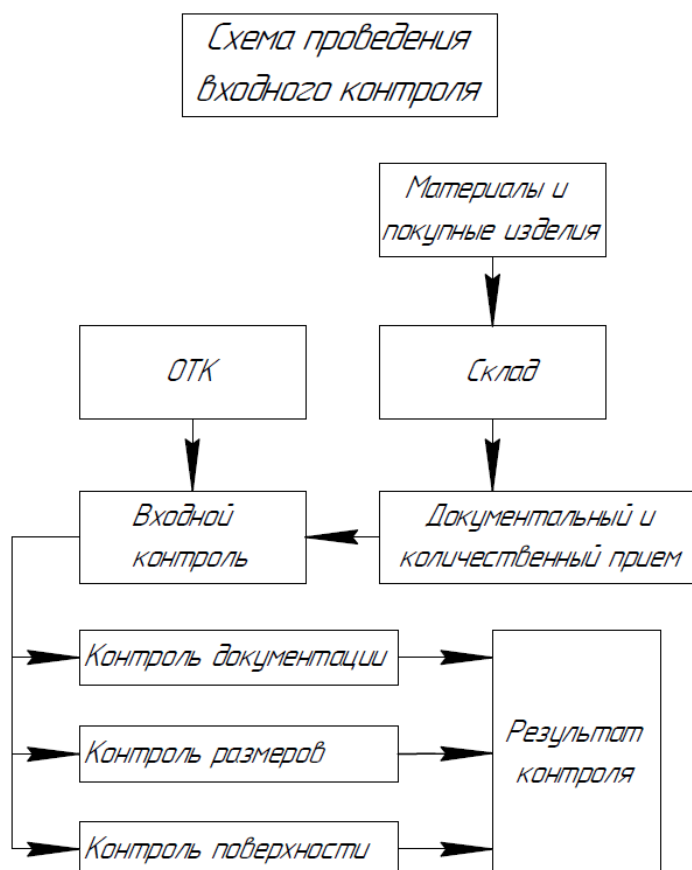 Схема проведения
входного контроля
Материалы и
покупные изделия
ОТК
Склад
Входной
контроль
Документальный и
количественный прием
Контроль документации
Контроль размеров
Контроль поверхности
Результат
контроля